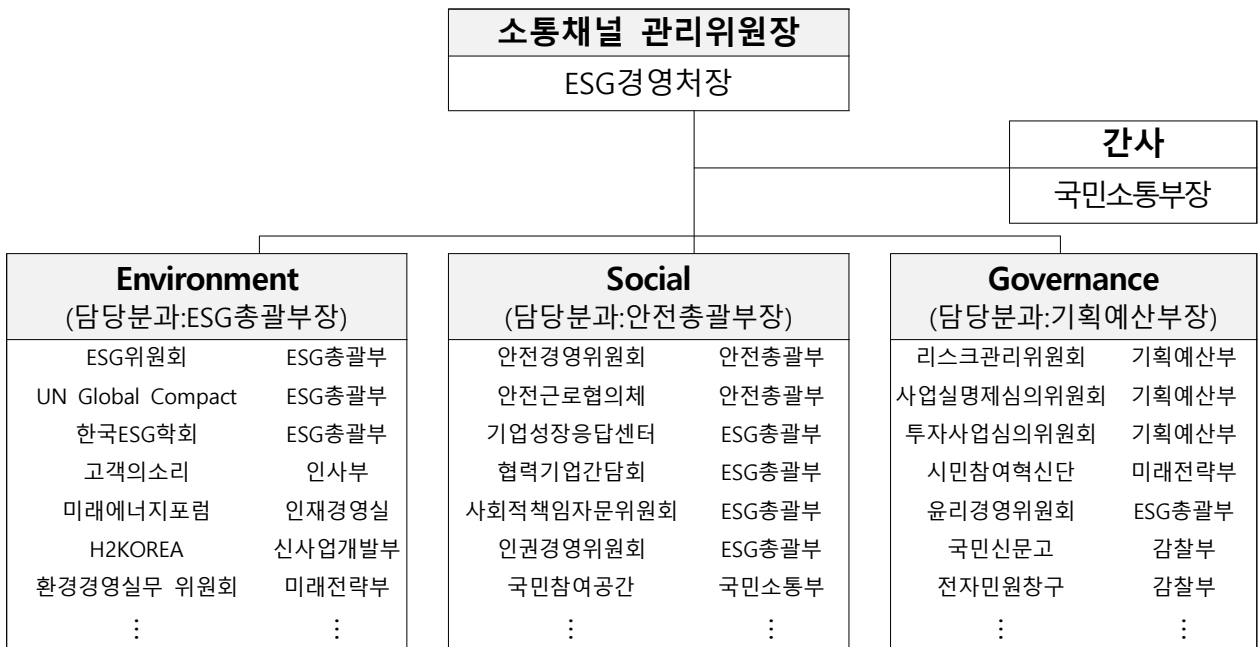 소통채널 관리위원장
ESG경영처장
간사
국민소통부장
Environment
(담당분과:ESG총괄부장)
ESG위원회 ESG총괄부
UN Global Compact ESG총괄부
한국ESG학회 ESG총괄부
고객의소리 인사부
미래에너지포럼 인재경영실
H2KOREA 신사업개발부
환경경영실무 위원회 미래전략부
⋮ ⋮
Social
(담당분과:안전총괄부장)
안전경영위원회 안전총괄부
안전근로협의체 안전총괄부
기업성장응답센터 ESG총괄부
협력기업간담회 ESG총괄부
사회적책임자문위원회 ESG총괄부
인권경영위원회 ESG총괄부
국민참여공간 국민소통부
⋮ ⋮
Governance
(담당분과:기획예산부장)
리스크관리위원회 기획예산부
사업실명제심의위원회 기획예산부
투자사업심의위원회 기획예산부
시민참여혁신단 미래전략부
윤리경영위원회 ESG총괄부
국민신문고 감찰부
전자민원창구 감찰부
⋮ ⋮